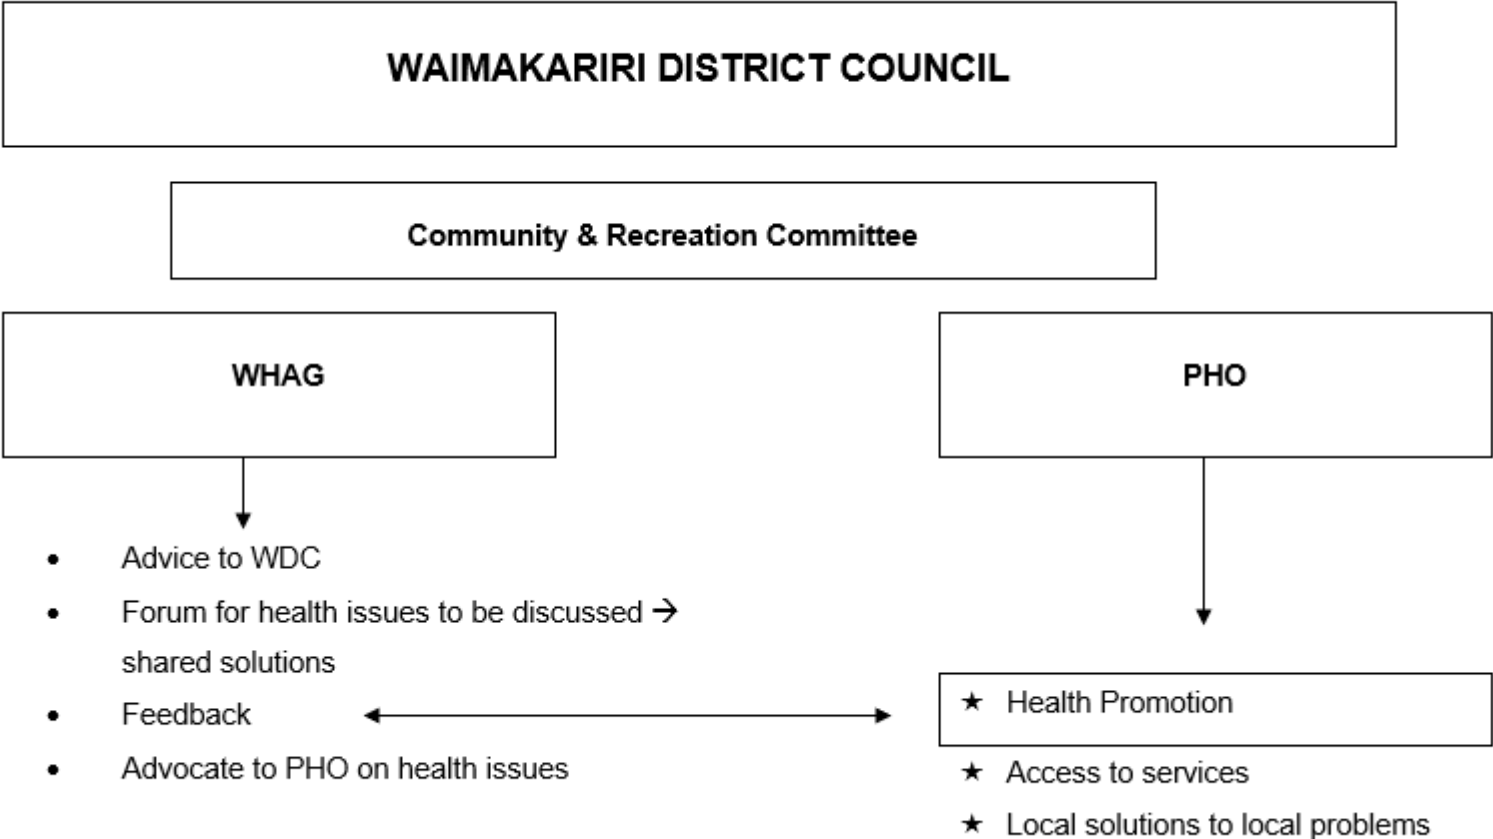 WAIMAKARIRI DISTRICT COUNCIL
Community & Recreation Committee
WHAG
PHO
• Advice to WDC
• Forum for health issues to be discussed →
shared solutions
• Feedback
• Advocate to PHO on health issues
★ Health Promotion
★ Access to services
★ Local solutions to local problems